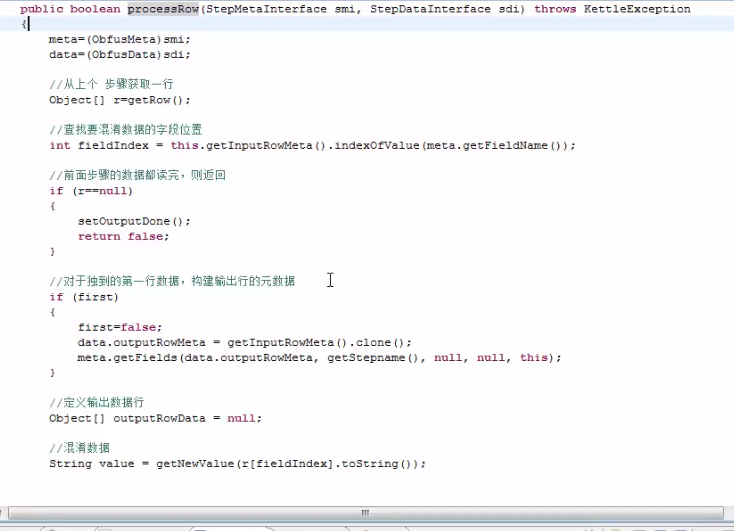 public boolean processRow(StepMetaInterface smi, StepDataInterface sdi) throws KettleException
{
meta=(ObfusMeta)smi;
data=(ObfusData)sdi;
//从上个 步骤获取一行
Object[] r=getRow();
//查找要混淆数据的字段位置
int fieldIndex = this.getInputRowMeta().indexOfValue(meta.getFieldName());
//前面步骤的数据都读完，则返回
if (r==null)
{
setOutputDone();
return false;
}
//对于独到的第一行数据，构建输出行的元数据
if (first)
{
first=false;
data.outputRowMeta = getInputRowMeta().clone();
meta.getFields(data.outputRowMeta, getStepname(), null, null, this);
}
//定义输出数据行
Object[] outputRowData = null;
//混淆数据
String value = getNewValue(r[fieldIndex].toString());